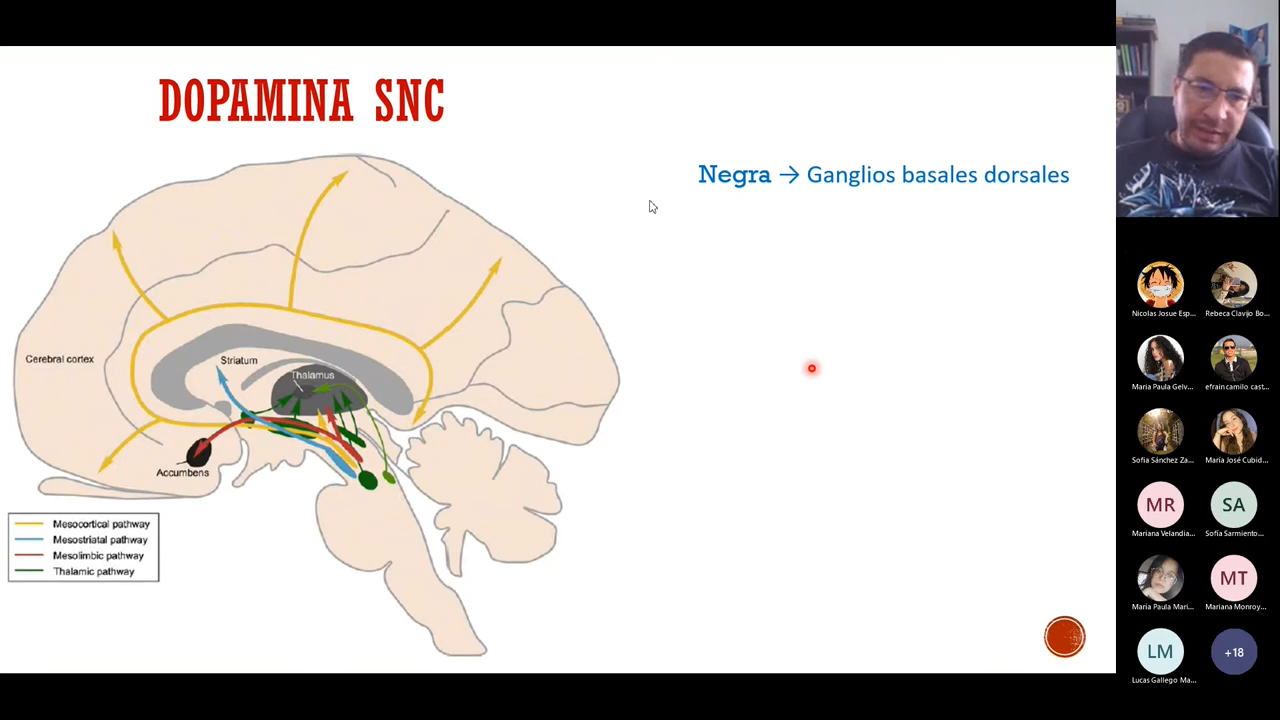 DOPAMINA SNC
Negra → Ganglios basales dorsales
Cerebral cortex
Striatum
Thalamus
Accumbens
Mesocortical pathway
Mesostriatal pathway
Mesolimbic pathway
Thalamic pathway
Nicolas Josue Esp...
Rebeca Clavijo Bo...
Maria Paula Gelv...
efrain camilo cast...
Sofia Sánchez Za...
María José Cubid...
MR
SA
Mariana Velandia...
Sofía Sarmiento...
MT
María Paula Mari...
Mariana Monroy...
LM
+18
Lucas Gallego Ma...